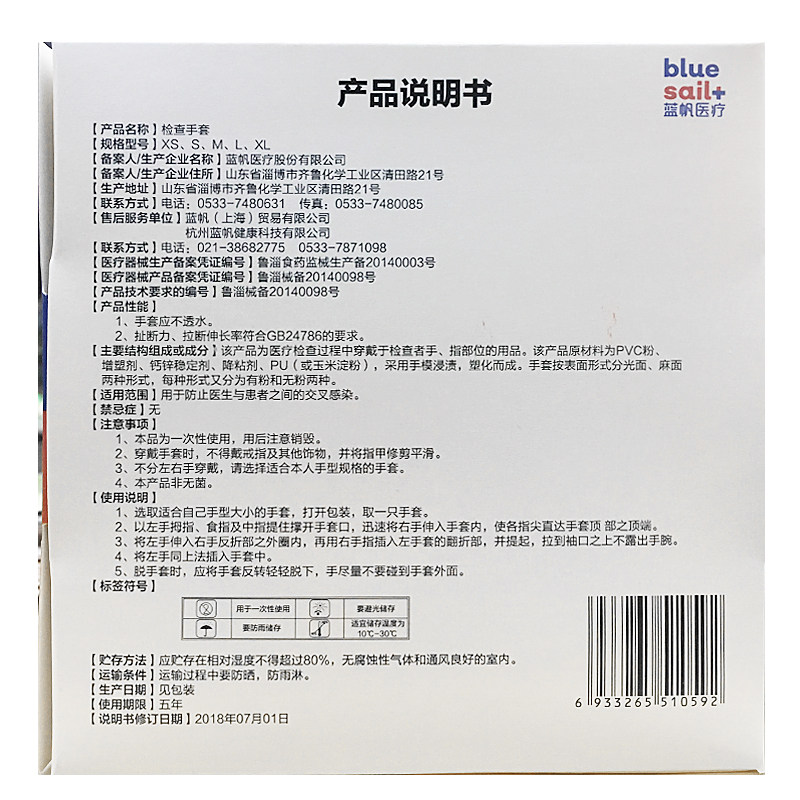 blue
sail+
蓝帆医疗
产品说明书
【产品名称】检查手套
【规格型号】XS、S、M、L、XL
【备案人/生产企业名称】蓝帆医疗股份有限公司
【备案人/生产企业住所】山东省淄博市齐鲁化学工业区清田路21号
【生产地址】山东省淄博市齐鲁化学工业区清田路21号
【联系方式】电话：0533-7480631 传真：0533-7480085
【售后服务单位】蓝帆（上海）贸易有限公司
杭州蓝帆健康科技有限公司
【联系方式】电话：021-38682775 0533-7871098
【医疗器械生产备案凭证编号】鲁淄食药监械生产备20140003号
【医疗器械产品备案凭证编号】鲁淄械备20140098号
【产品技术要求的编号】鲁淄械备20140098号
【产品性能】
1、手套应不透水。
2、扯断力、拉断伸长率符合GB24786的要求。
【主要结构组成或成分】该产品为医疗检查过程中穿戴于检查者手、指部位的用品。该产品原材料为PVC粉、
增塑剂、钙锌稳定剂、降粘剂、PU（或玉米淀粉），采用手模浸渍，塑化而成。手套按表面形式分光面、麻面
两种形式，每种形式又分为有粉和无粉两种。
【适用范围】用于防止医生与患者之间的交叉感染。
【禁忌症】无
【注意事项】
1、本品为一次性使用，用后注意销毁。
2、穿戴手套时，不得戴戒指及其他饰物，并将指甲修剪平滑。
3、不分左右手穿戴，请选择适合本人手型规格的手套。
4、本产品非无菌。
【使用说明】
1、选取适合自己手型大小的手套，打开包装，取一只手套。
2、以左手拇指、食指及中指提住撑开手套口，迅速将右手伸入手套内，使各指尖直达手套顶 部之顶端。
3、将左手伸入右手反折部之外圈内，再用右手指插入左手套的翻折部，并提起，拉到袖口之上不露出手腕。
4、将左手同上法插入手套中。
5、脱手套时，应将手套反转轻轻脱下，手尽量不要碰到手套外面。
【标签符号】
用于一次性使用 要避光储存
要防雨储存 适宜储存温度为
10℃-30℃
【贮存方法】应贮存在相对湿度不得超过80%，无腐蚀性气体和通风良好的室内。
【运输条件】运输过程中要防晒，防雨淋。
【生产日期】见包装
【使用期限】五年
【说明书修订日期】2018年07月01日
6 933265 510592